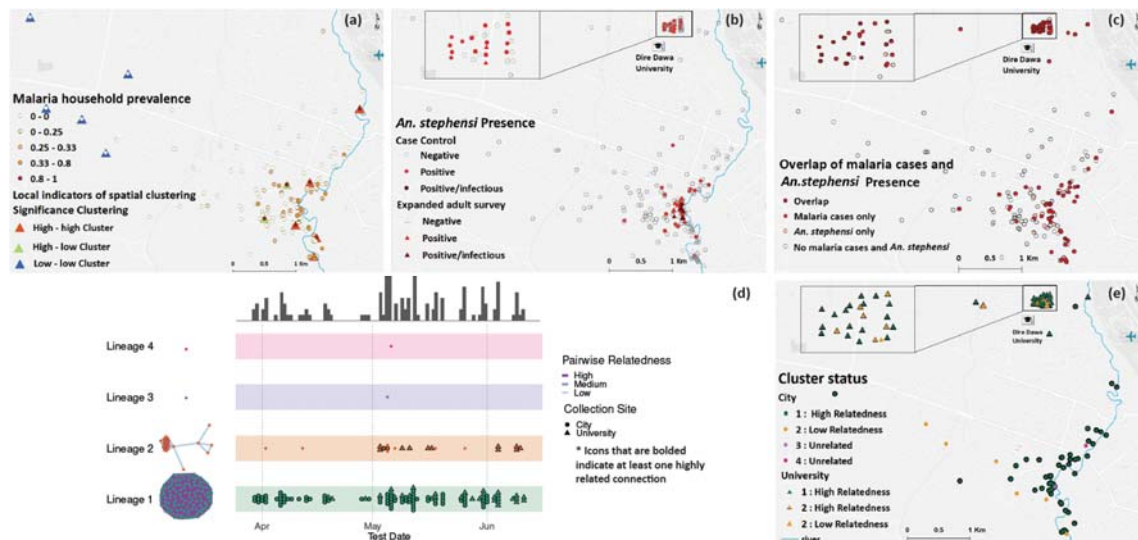 (a)
Malaria household prevalence
0 - 0
0 - 0.25
0.25 - 0.33
0.33 - 0.8
0.8 - 1
Local indicators of spatial clustering
Significance Clustering
High - high Cluster
High - low Cluster
Low - low Cluster
0 0.5 1 Km
(b)
Dire Dawa
University
An. stephensi Presence
Case Control
Negative
Positive
Positive/infectious
Expanded adult survey
Negative
Positive
Positive/infectious
0 0.5 1 Km
(c)
Dire Dawa
University
Overlap of malaria cases and
An.stephensi Presence
Overlap
Malaria cases only
An. stephensi only
No malaria cases and An. stephensi
0 0.5 1 Km
(d)
Lineage 4
Lineage 3
Lineage 2
Lineage 1
Apr May Jun
Test Date
Pairwise Relatedness
High
Medium
Low
Collection Site
City
University
* Icons that are bolded
indicate at least one highly
related connection
(e)
Dire Dawa
University
Cluster status
City
1 : High Relatedness
2 : Low Relatedness
3 : Unrelated
4 : Unrelated
University
1 : High Relatedness
2 : High Relatedness
2 : Low Relatedness
river
0 0.5 1 Km